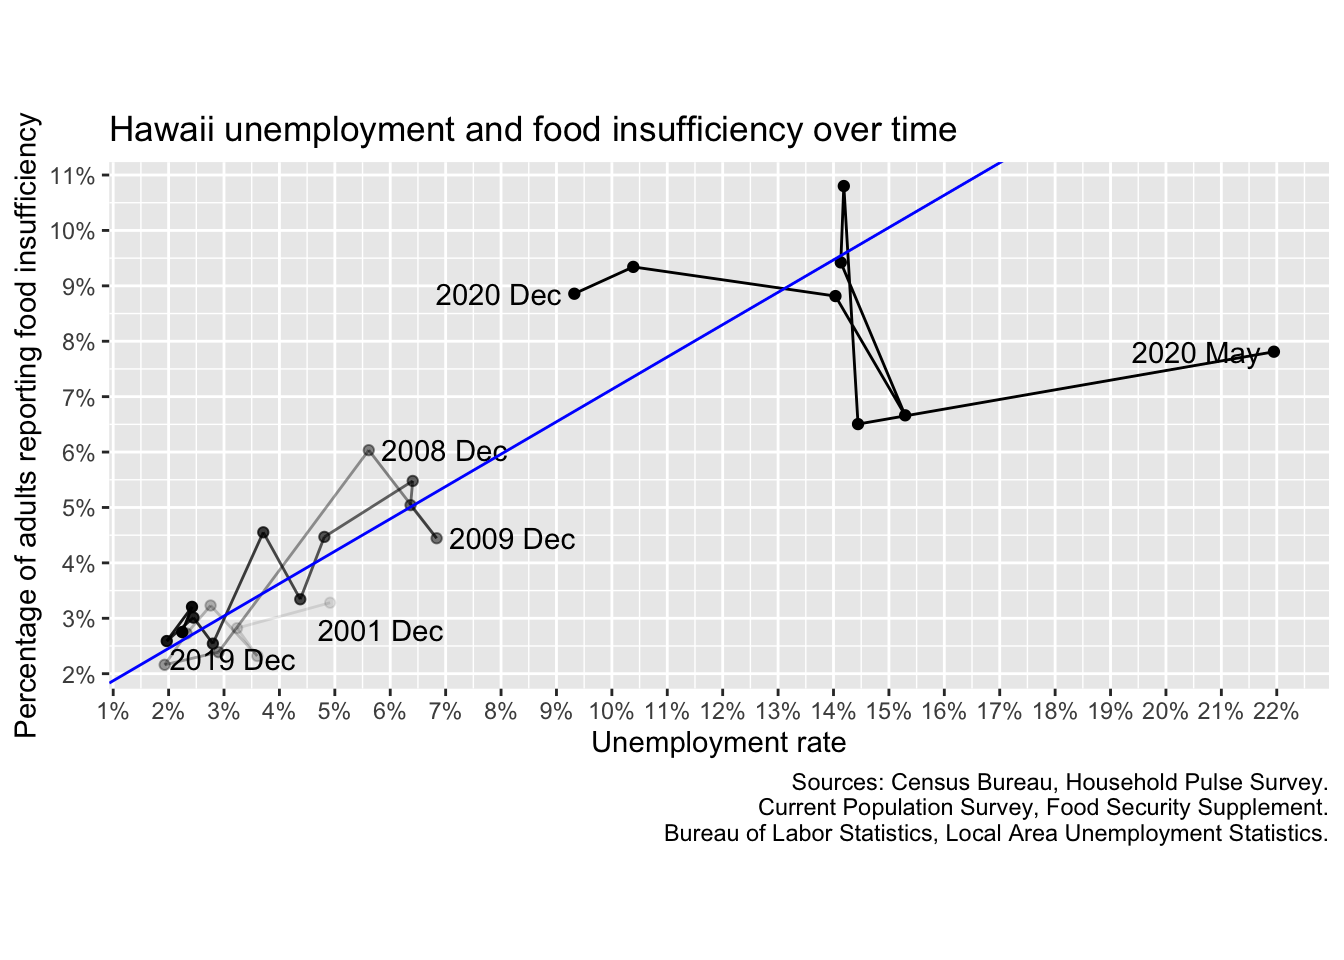 Hawaii unemployment and food insufficiency over time
Percentage of adults reporting food insufficiency
11%
10%
9%
8%
7%
6%
5%
4%
3%
2%
2020 Dec
2020 May
2008 Dec
2009 Dec
2001 Dec
2019 Dec
1% 2% 3% 4% 5% 6% 7% 8% 9% 10% 11% 12% 13% 14% 15% 16% 17% 18% 19% 20% 21% 22%
Unemployment rate
Sources: Census Bureau, Household Pulse Survey.
Current Population Survey, Food Security Supplement.
Bureau of Labor Statistics, Local Area Unemployment Statistics.